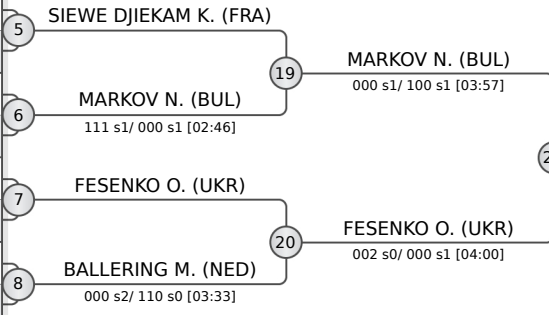 SIEWE DJIEKAM K. (FRA)
5
19
MARKOV N. (BUL)
000 s1/ 100 s1 [03:57]
MARKOV N. (BUL)
6
111 s1/ 000 s1 [02:46]
FESENKO O. (UKR)
7
20
FESENKO O. (UKR)
002 s0/ 000 s1 [04:00]
BALLERING M. (NED)
8
000 s2/ 110 s0 [03:33]